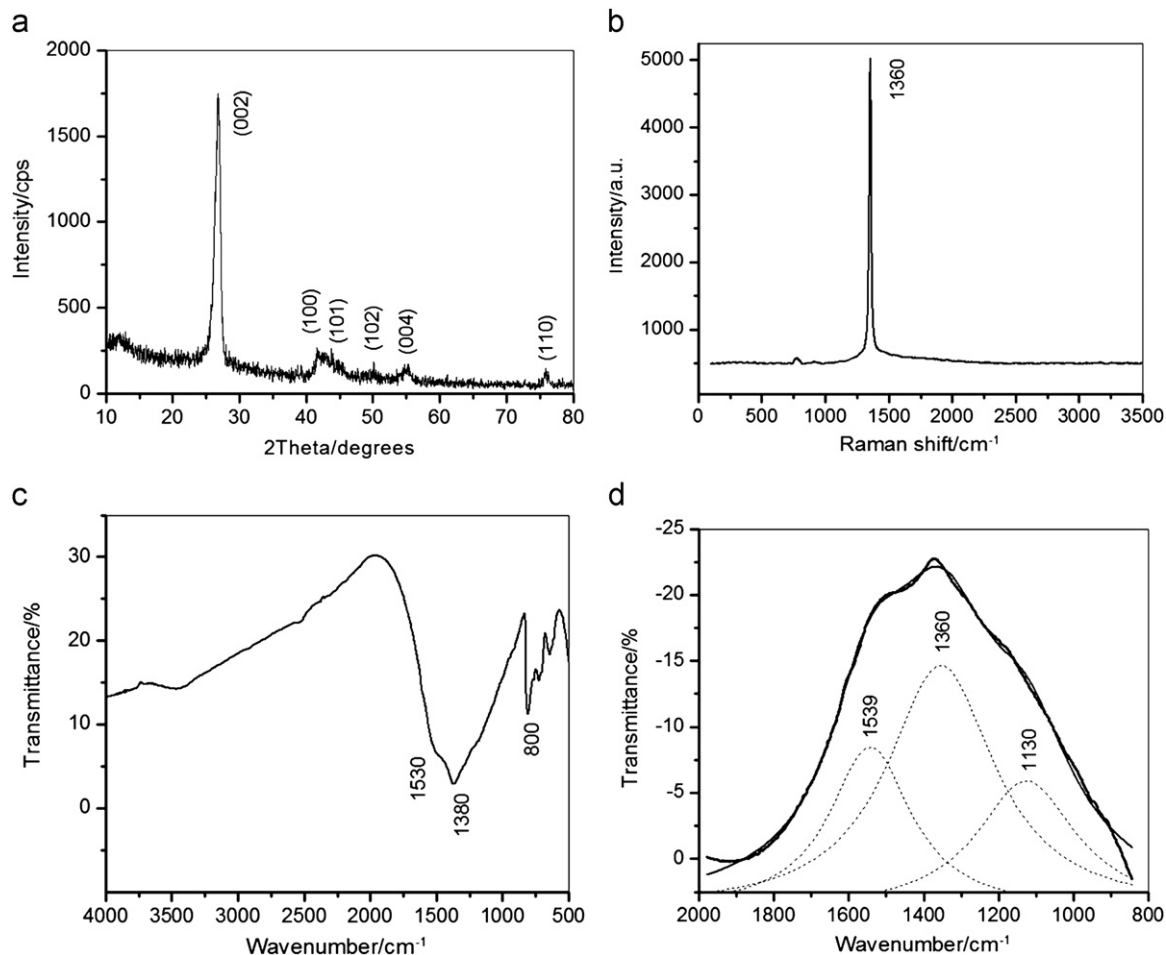 a
2000
1500
1000
500
0
Intensity/cps
(002)
(100)
(101)
(102)
(004)
(110)
10 20 30 40 50 60 70 80
2Theta/degrees
b
5000
4000
3000
2000
1000
Intensity/a.u.
1360
0 500 1000 1500 2000 2500 3000 3500
Raman shift/cm⁻¹
c
30
20
10
0
Transmittance/%
1530
1380
800
4000 3500 3000 2500 2000 1500 1000 500
Wavenumber/cm⁻¹
d
-25
-20
-15
-10
-5
0
Transmittance/%
1539
1360
1130
2000 1800 1600 1400 1200 1000 800
Wavenumber/cm⁻¹